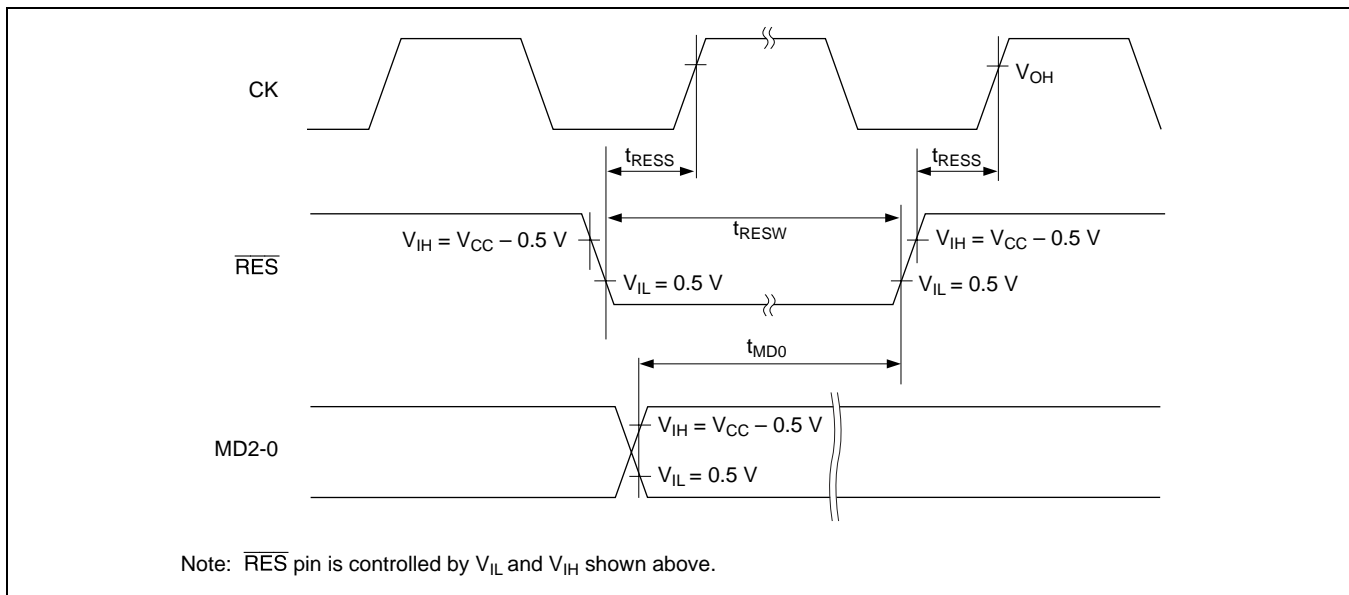 CK
V_OH
t_RESS
t_RESS
t_RESW
V_IH = V_CC – 0.5 V
V_IH = V_CC – 0.5 V
R̅E̅S̅
V_IL = 0.5 V
V_IL = 0.5 V
t_MD0
V_IH = V_CC – 0.5 V
MD2-0
V_IL = 0.5 V
Note: R̅E̅S̅ pin is controlled by V_IL and V_IH shown above.